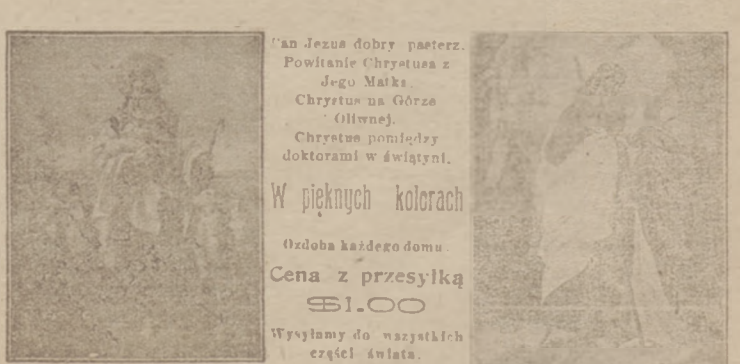 Pan Jezus dobry pasterz.
Powitanie Chrystusa z
Jego Matką.
Chrystus na Górze
Oliwnej.
Chrystus pomiędzy
doktorami w świątyni.
W pięknych kolorach
Ozdoba każdego domu.
Cena z przesyłką
$1.00
Wysyłamy do wszystkich
części świata.